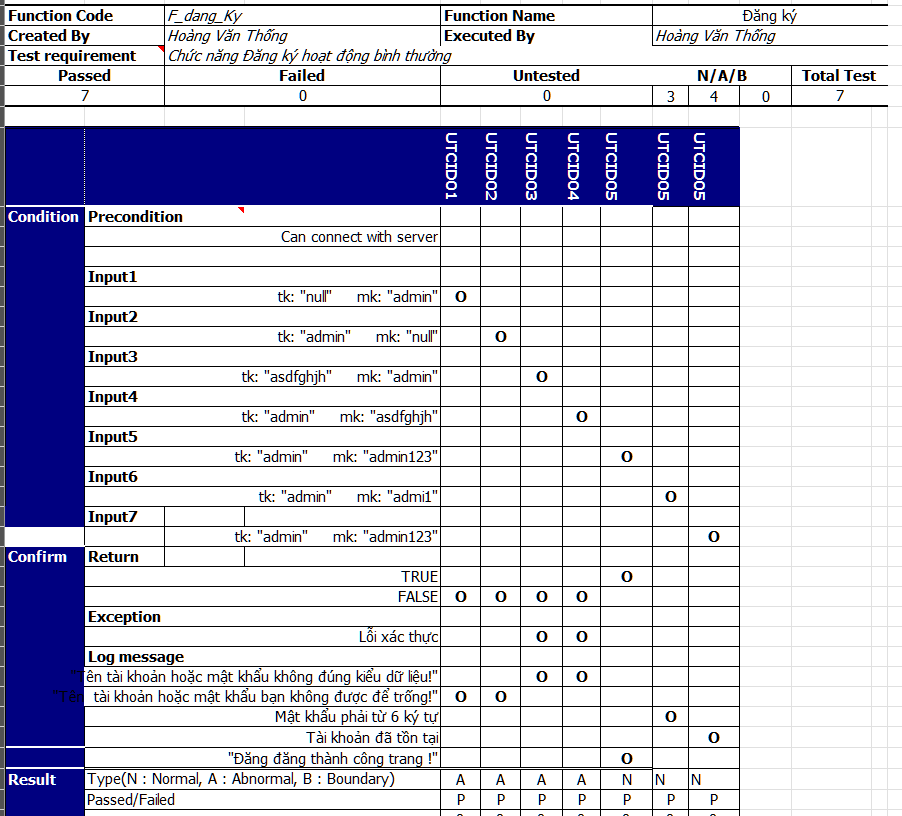 Function Code F_dang_Ky Function Name Đăng ký
Created By Hoàng Văn Thống Executed By Hoàng Văn Thống
Test requirement Chức năng Đăng ký hoạt động bình thường
Passed Failed Untested N/A/B Total Test
7 0 0 3 4 0 7
UTCID01 UTCID02 UTCID03 UTCID04 UTCID05 UTCID05 UTCID05
Condition Precondition
Can connect with server
Input1
tk: "null" mk: "admin" O
Input2
tk: "admin" mk: "null" O
Input3
tk: "asdfghjh" mk: "admin" O
Input4
tk: "admin" mk: "asdfghjh" O
Input5
tk: "admin" mk: "admin123" O
Input6
tk: "admin" mk: "admi1" O
Input7
tk: "admin" mk: "admin123" O
Confirm Return
TRUE O
FALSE O O O O
Exception
Lỗi xác thực O O
Log message
"Tên tài khoản hoặc mật khẩu không đúng kiểu dữ liệu!" O O
"Tên tài khoản hoặc mật khẩu bạn không được để trống!" O O
Mật khẩu phải từ 6 ký tự O
Tài khoản đã tồn tại O
"Đăng đăng thành công trang !" O
Result Type(N : Normal, A : Abnormal, B : Boundary) A A A A N N N
Passed/Failed P P P P P P P